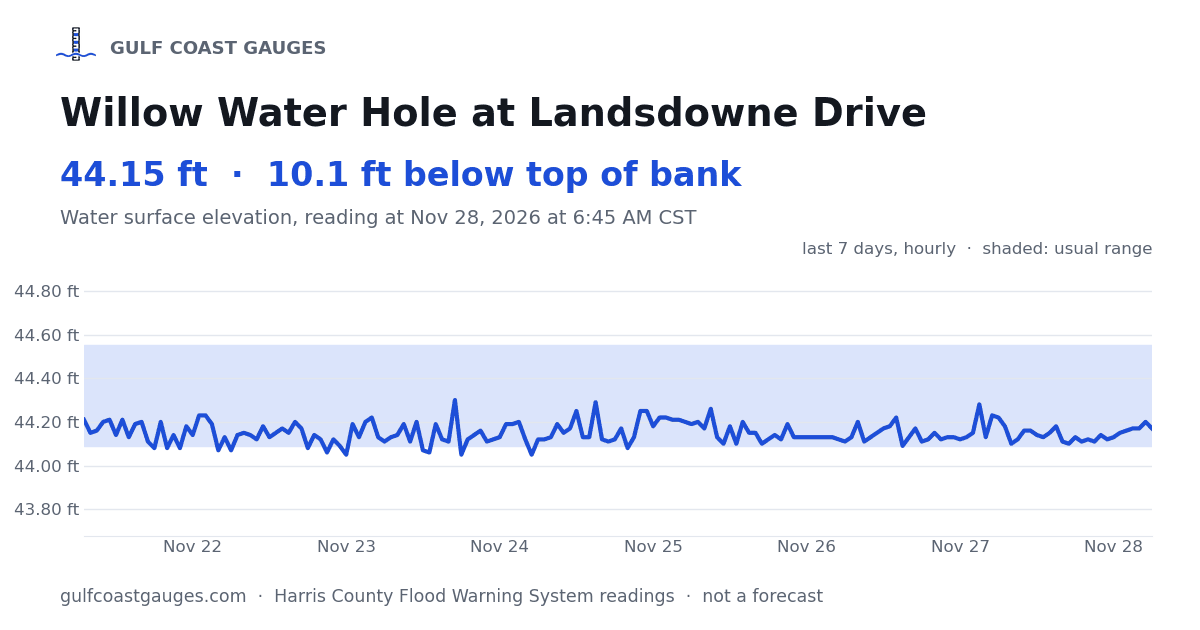 GULF COAST GAUGES
Willow Water Hole at Landsdowne Drive
44.15 ft · 10.1 ft below top of bank
Water surface elevation, reading at Nov 28, 2026 at 6:45 AM CST
last 7 days, hourly · shaded: usual range
44.80 ft
44.60 ft
44.40 ft
44.20 ft
44.00 ft
43.80 ft
Nov 22 Nov 23 Nov 24 Nov 25 Nov 26 Nov 27 Nov 28
gulfcoastgauges.com · Harris County Flood Warning System readings · not a forecast